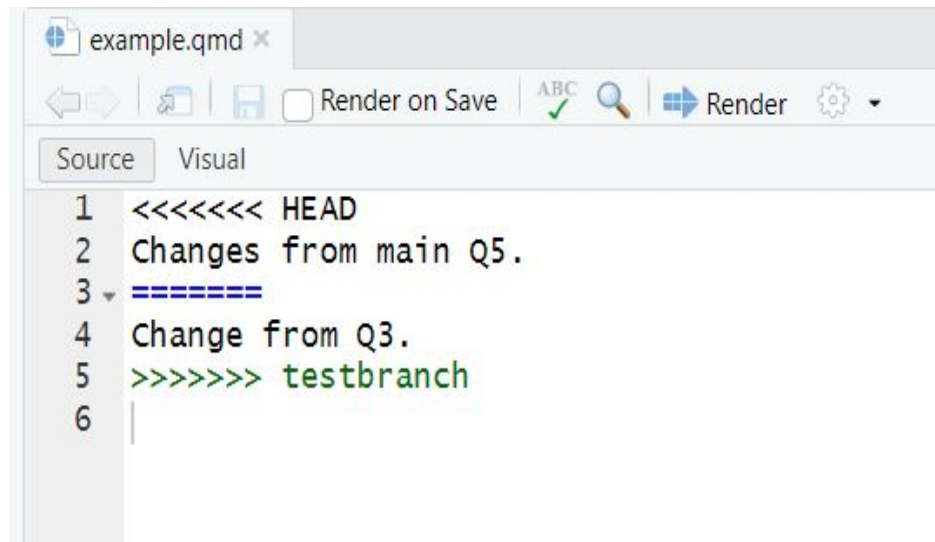 example.qmd ×
Render on Save ABC Render
Source Visual
1 <<<<<<< HEAD
2 Changes from main Q5.
3 =======
4 Change from Q3.
5 >>>>>>> testbranch
6